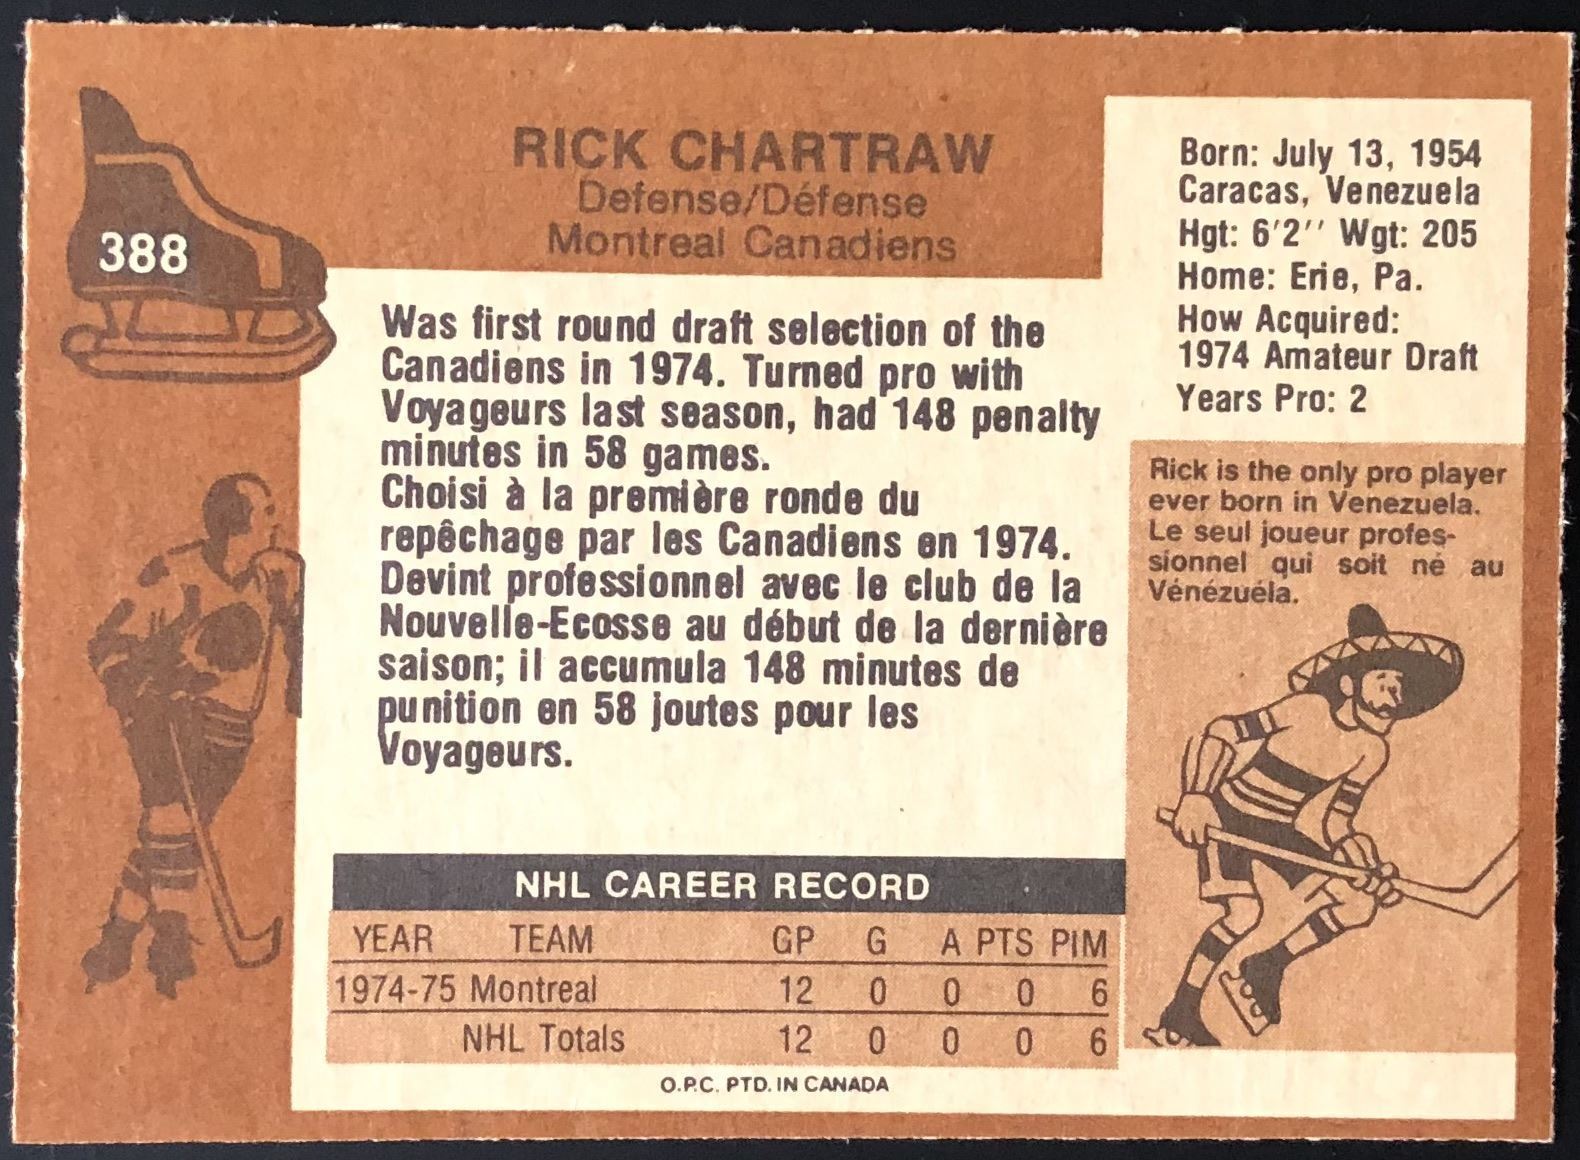 388
RICK CHARTRAW
Defense/Défense
Montreal Canadiens
Born: July 13, 1954
Caracas, Venezuela
Hgt: 6'2'' Wgt: 205
Home: Erie, Pa.
How Acquired:
1974 Amateur Draft
Years Pro: 2
Was first round draft selection of the
Canadiens in 1974. Turned pro with
Voyageurs last season, had 148 penalty
minutes in 58 games.
Choisi à la première ronde du
repêchage par les Canadiens en 1974.
Devint professionnel avec le club de la
Nouvelle-Ecosse au début de la dernière
saison; il accumula 148 minutes de
punition en 58 joutes pour les
Voyageurs.
Rick is the only pro player
ever born in Venezuela.
Le seul joueur profes-
sionnel qui soit né au
Vénézuéla.
NHL CAREER RECORD
YEAR TEAM GP G A PTS PIM
1974-75 Montreal 12 0 0 0 6
NHL Totals 12 0 0 0 6
O.P.C. PTD. IN CANADA